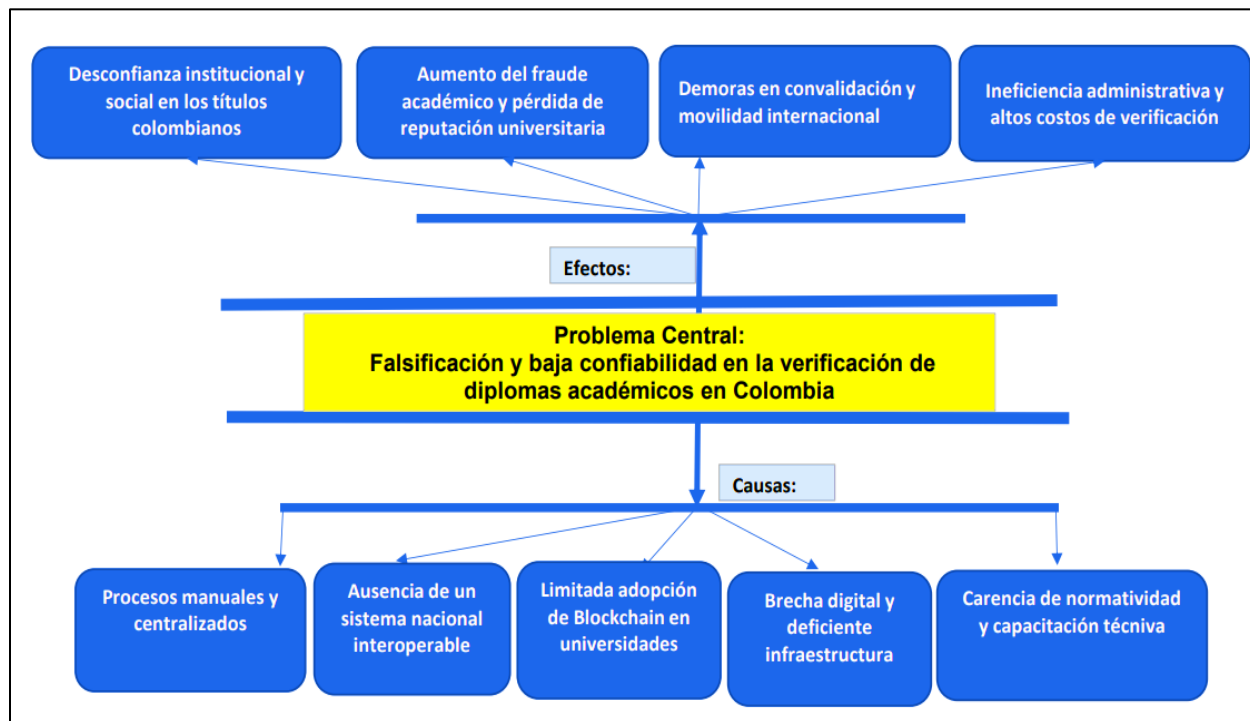 Desconfianza institucional y
social en los títulos
colombianos
Aumento del fraude
académico y pérdida de
reputación universitaria
Demoras en convalidación y
movilidad internacional
Ineficiencia administrativa y
altos costos de verificación
Efectos:
Problema Central:
Falsificación y baja confiabilidad en la verificación de
diplomas académicos en Colombia
Causas:
Procesos manuales y
centralizados
Ausencia de un
sistema nacional
interoperable
Limitada adopción
de Blockchain en
universidades
Brecha digital y
deficiente
infraestructura
Carencia de normatividad
y capacitación técniva